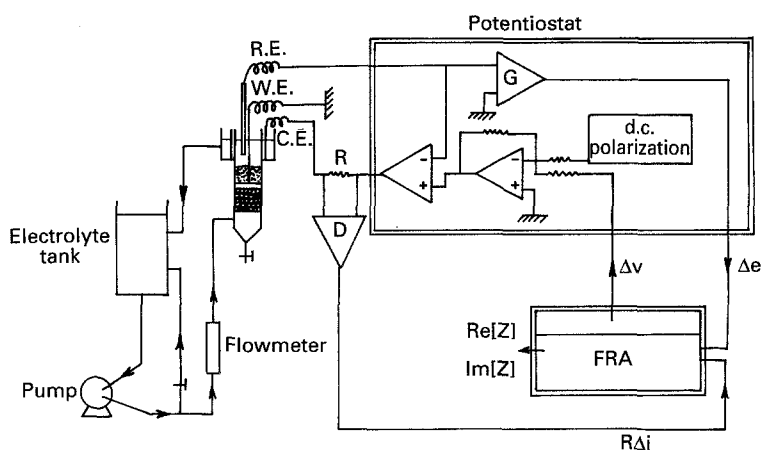 Potentiostat
R.E.
W.E.
C.E.
G
d.c.
polarization
R
-
+
-
+
D
Electrolyte
tank
Δv
Δe
Flowmeter
Re[Z]
Im[Z]
FRA
Pump
RΔi